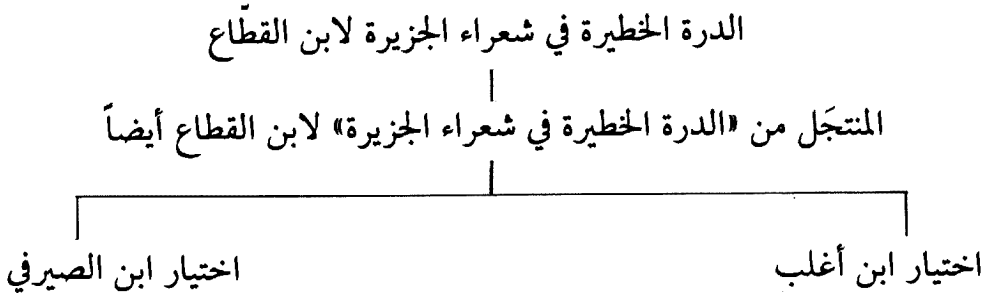 الدرة الخطيرة في شعراء الجزيرة لابن القطّاع
المنتجَل من «الدرة الخطيرة في شعراء الجزيرة» لابن القطاع أيضاً
اختيار ابن أغلب
اختيار ابن الصيرفي